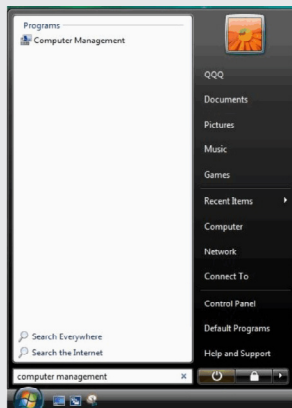 Programs
Computer Management
Search Everywhere
Search the Internet
computer management
QQQ
Documents
Pictures
Music
Games
Recent Items
Computer
Network
Connect To
Control Panel
Default Programs
Help and Support